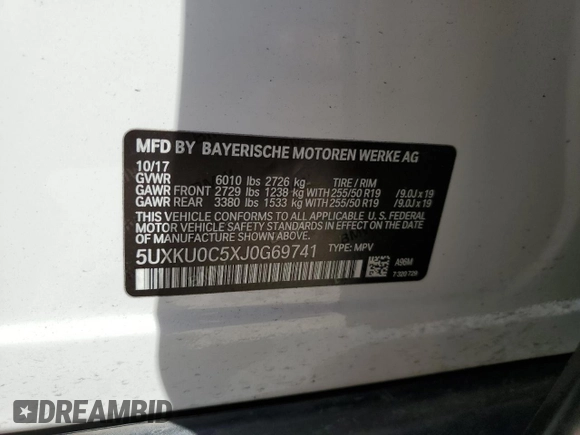 MFD BY BAYERISCHE MOTOREN WERKE AG
10/17
GVWR 6010 lbs 2726 kg TIRE / RIM
GAWR FRONT 2729 lbs 1238 kg WITH 255/50 R19 /9.0J x 19
GAWR REAR 3380 lbs 1533 kg WITH 255/50 R19 /9.0J x 19
THIS VEHICLE CONFORMS TO ALL APPLICABLE U.S. FEDERAL
MOTOR VEHICLE SAFETY STANDARDS IN EFFECT ON THE DATE
OF MANUFACTURE SHOWN ABOVE.
5UXKU0C5XJ0G69741 TYPE: MPV
A96M
DREAMBID